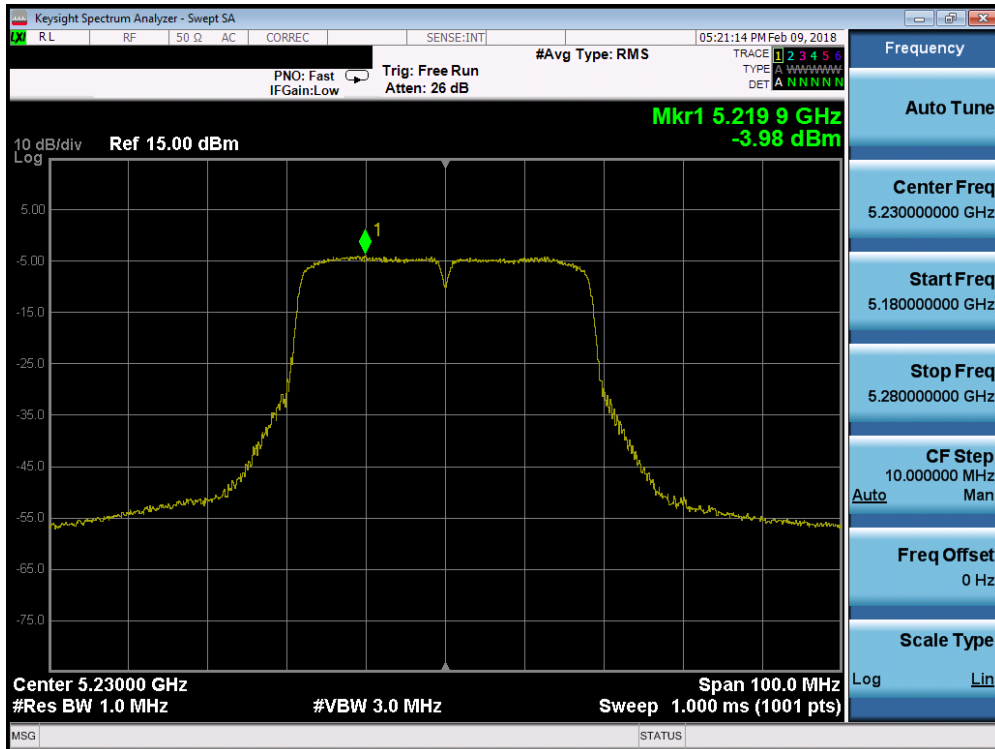 Keysight Spectrum Analyzer - Swept SA
LXI RL RF 50 Ω AC CORREC SENSE:INT 05:21:14 PM Feb 09, 2018
#Avg Type: RMS
TRACE 1 2 3 4 5 6
TYPE A WWWWW
DET A N N N N N
PNO: Fast
IFGain:Low
Trig: Free Run
Atten: 26 dB
Mkr1 5.219 9 GHz
-3.98 dBm
10 dB/div Ref 15.00 dBm
Log
1
5.00
-5.00
-15.0
-25.0
-35.0
-45.0
-55.0
-65.0
-75.0
Center 5.23000 GHz Span 100.0 MHz
#Res BW 1.0 MHz #VBW 3.0 MHz Sweep 1.000 ms (1001 pts)
MSG STATUS
Frequency
Auto Tune
Center Freq
5.230000000 GHz
Start Freq
5.180000000 GHz
Stop Freq
5.280000000 GHz
CF Step
10.000000 MHz
Auto Man
Freq Offset
0 Hz
Scale Type
Log Lin